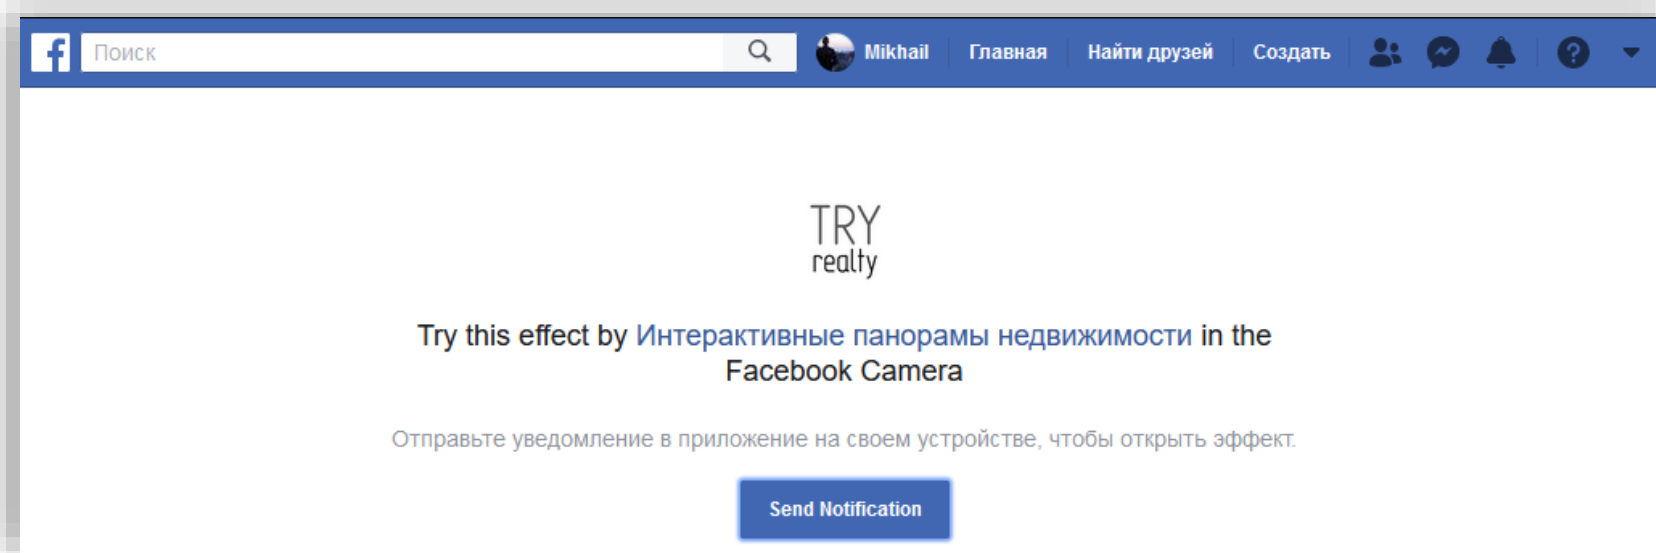 Поиск
Mikhail Главная Найти друзей Создать
TRY
realty
Try this effect by Интерактивные панорамы недвижимости in the
Facebook Camera
Отправьте уведомление в приложение на своем устройстве, чтобы открыть эффект.
Send Notification